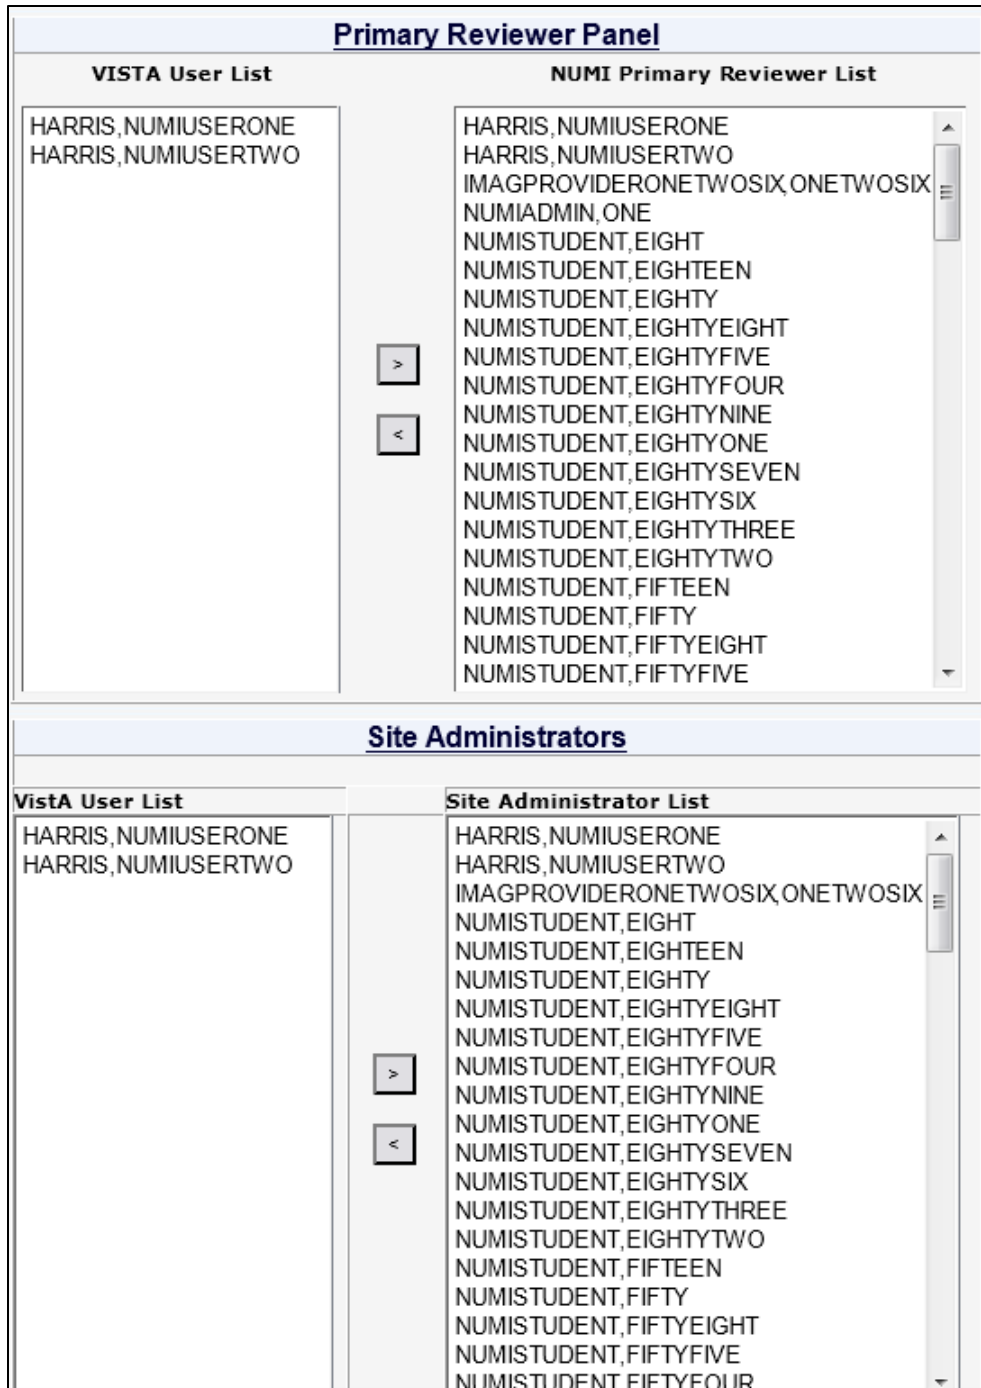 Primary Reviewer Panel
VISTA User List
NUMI Primary Reviewer List
HARRIS,NUMIUSERONE
HARRIS,NUMIUSERTWO
>
<
HARRIS,NUMIUSERONE
HARRIS,NUMIUSERTWO
IMAGPROVIDERONETWOSIX,ONETWOSIX
NUMIADMIN,ONE
NUMISTUDENT,EIGHT
NUMISTUDENT,EIGHTEEN
NUMISTUDENT,EIGHTY
NUMISTUDENT,EIGHTYEIGHT
NUMISTUDENT,EIGHTYFIVE
NUMISTUDENT,EIGHTYFOUR
NUMISTUDENT,EIGHTYNINE
NUMISTUDENT,EIGHTYONE
NUMISTUDENT,EIGHTYSEVEN
NUMISTUDENT,EIGHTYSIX
NUMISTUDENT,EIGHTYTHREE
NUMISTUDENT,EIGHTYTWO
NUMISTUDENT,FIFTEEN
NUMISTUDENT,FIFTY
NUMISTUDENT,FIFTYEIGHT
NUMISTUDENT,FIFTYFIVE
Site Administrators
VistA User List
Site Administrator List
HARRIS,NUMIUSERONE
HARRIS,NUMIUSERTWO
>
<
HARRIS,NUMIUSERONE
HARRIS,NUMIUSERTWO
IMAGPROVIDERONETWOSIX,ONETWOSIX
NUMISTUDENT,EIGHT
NUMISTUDENT,EIGHTEEN
NUMISTUDENT,EIGHTY
NUMISTUDENT,EIGHTYEIGHT
NUMISTUDENT,EIGHTYFIVE
NUMISTUDENT,EIGHTYFOUR
NUMISTUDENT,EIGHTYNINE
NUMISTUDENT,EIGHTYONE
NUMISTUDENT,EIGHTYSEVEN
NUMISTUDENT,EIGHTYSIX
NUMISTUDENT,EIGHTYTHREE
NUMISTUDENT,EIGHTYTWO
NUMISTUDENT,FIFTEEN
NUMISTUDENT,FIFTY
NUMISTUDENT,FIFTYEIGHT
NUMISTUDENT,FIFTYFIVE
NUMISTUDENT,FIFTYFOUR